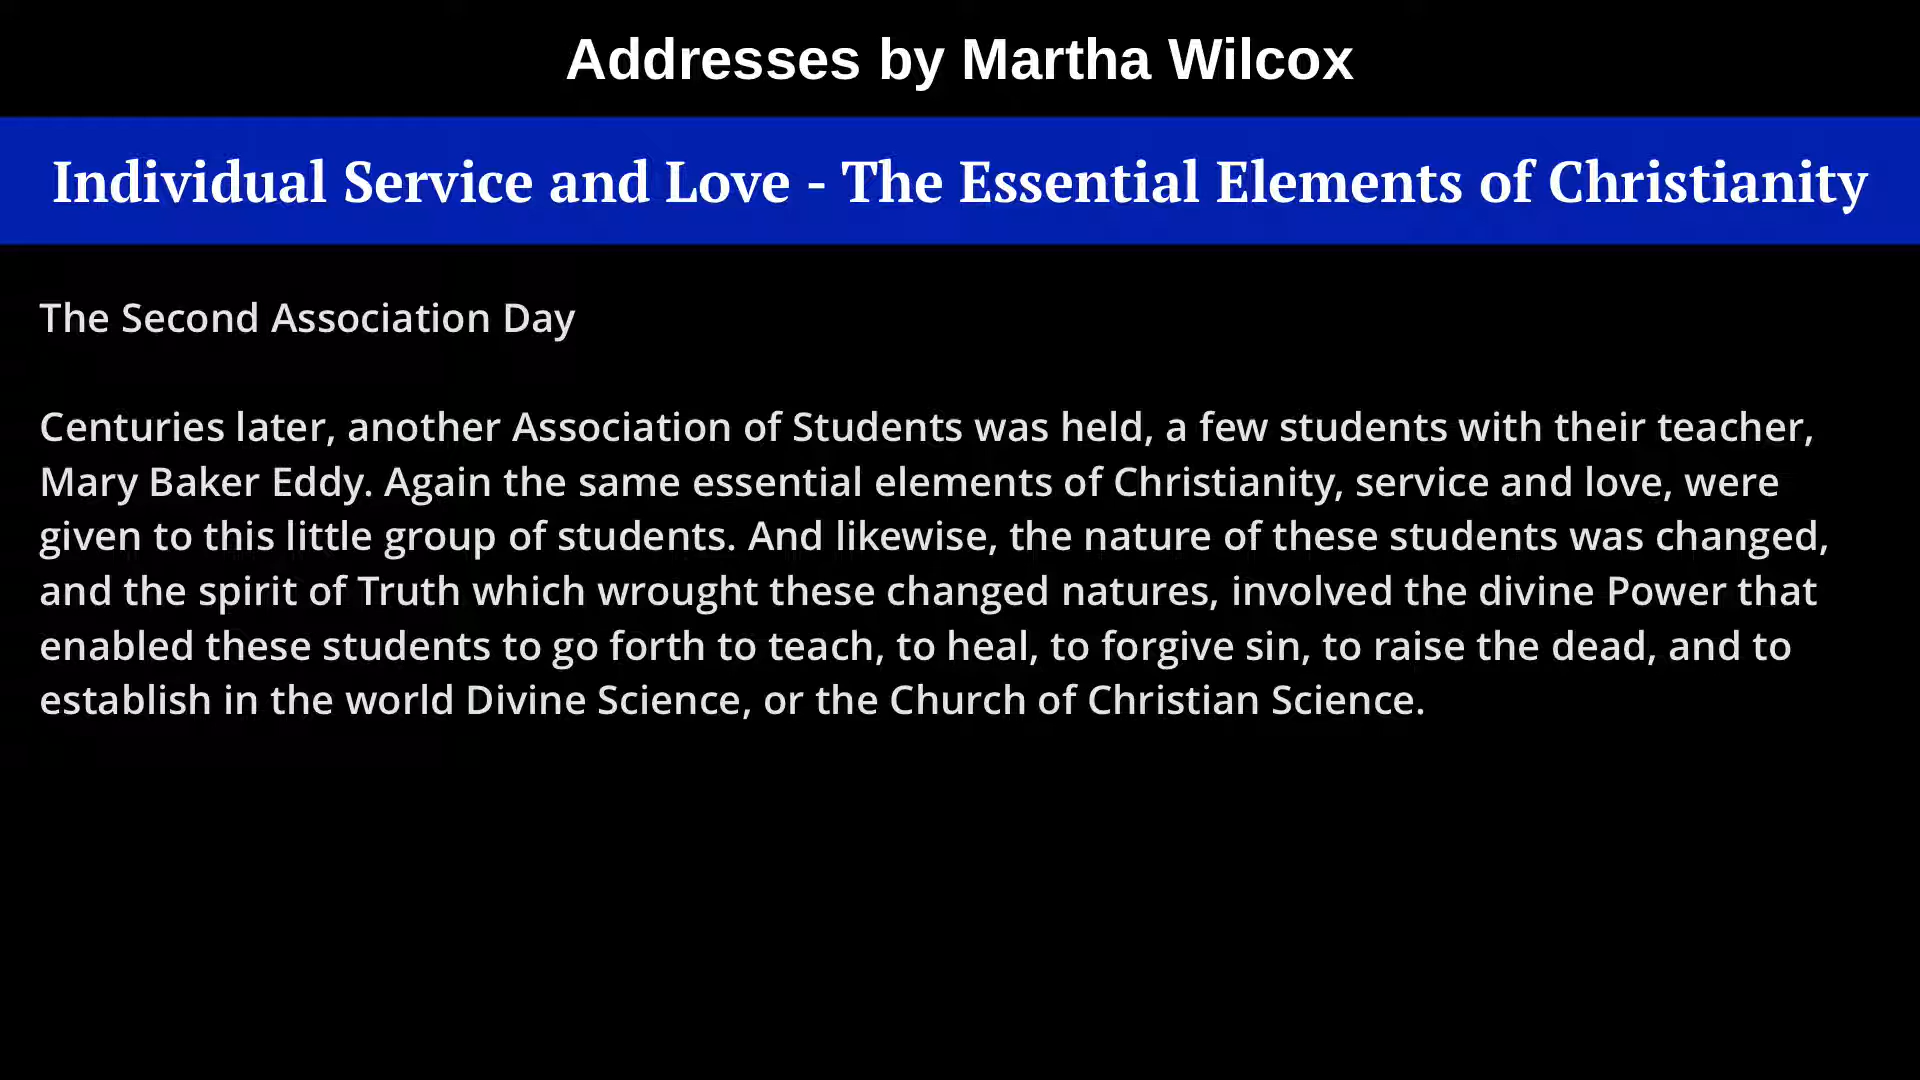 Addresses by Martha Wilcox
Individual Service and Love - The Essential Elements of Christianity
The Second Association Day
Centuries later, another Association of Students was held, a few students with their teacher,
Mary Baker Eddy. Again the same essential elements of Christianity, service and love, were
given to this little group of students. And likewise, the nature of these students was changed,
and the spirit of Truth which wrought these changed natures, involved the divine Power that
enabled these students to go forth to teach, to heal, to forgive sin, to raise the dead, and to
establish in the world Divine Science, or the Church of Christian Science.